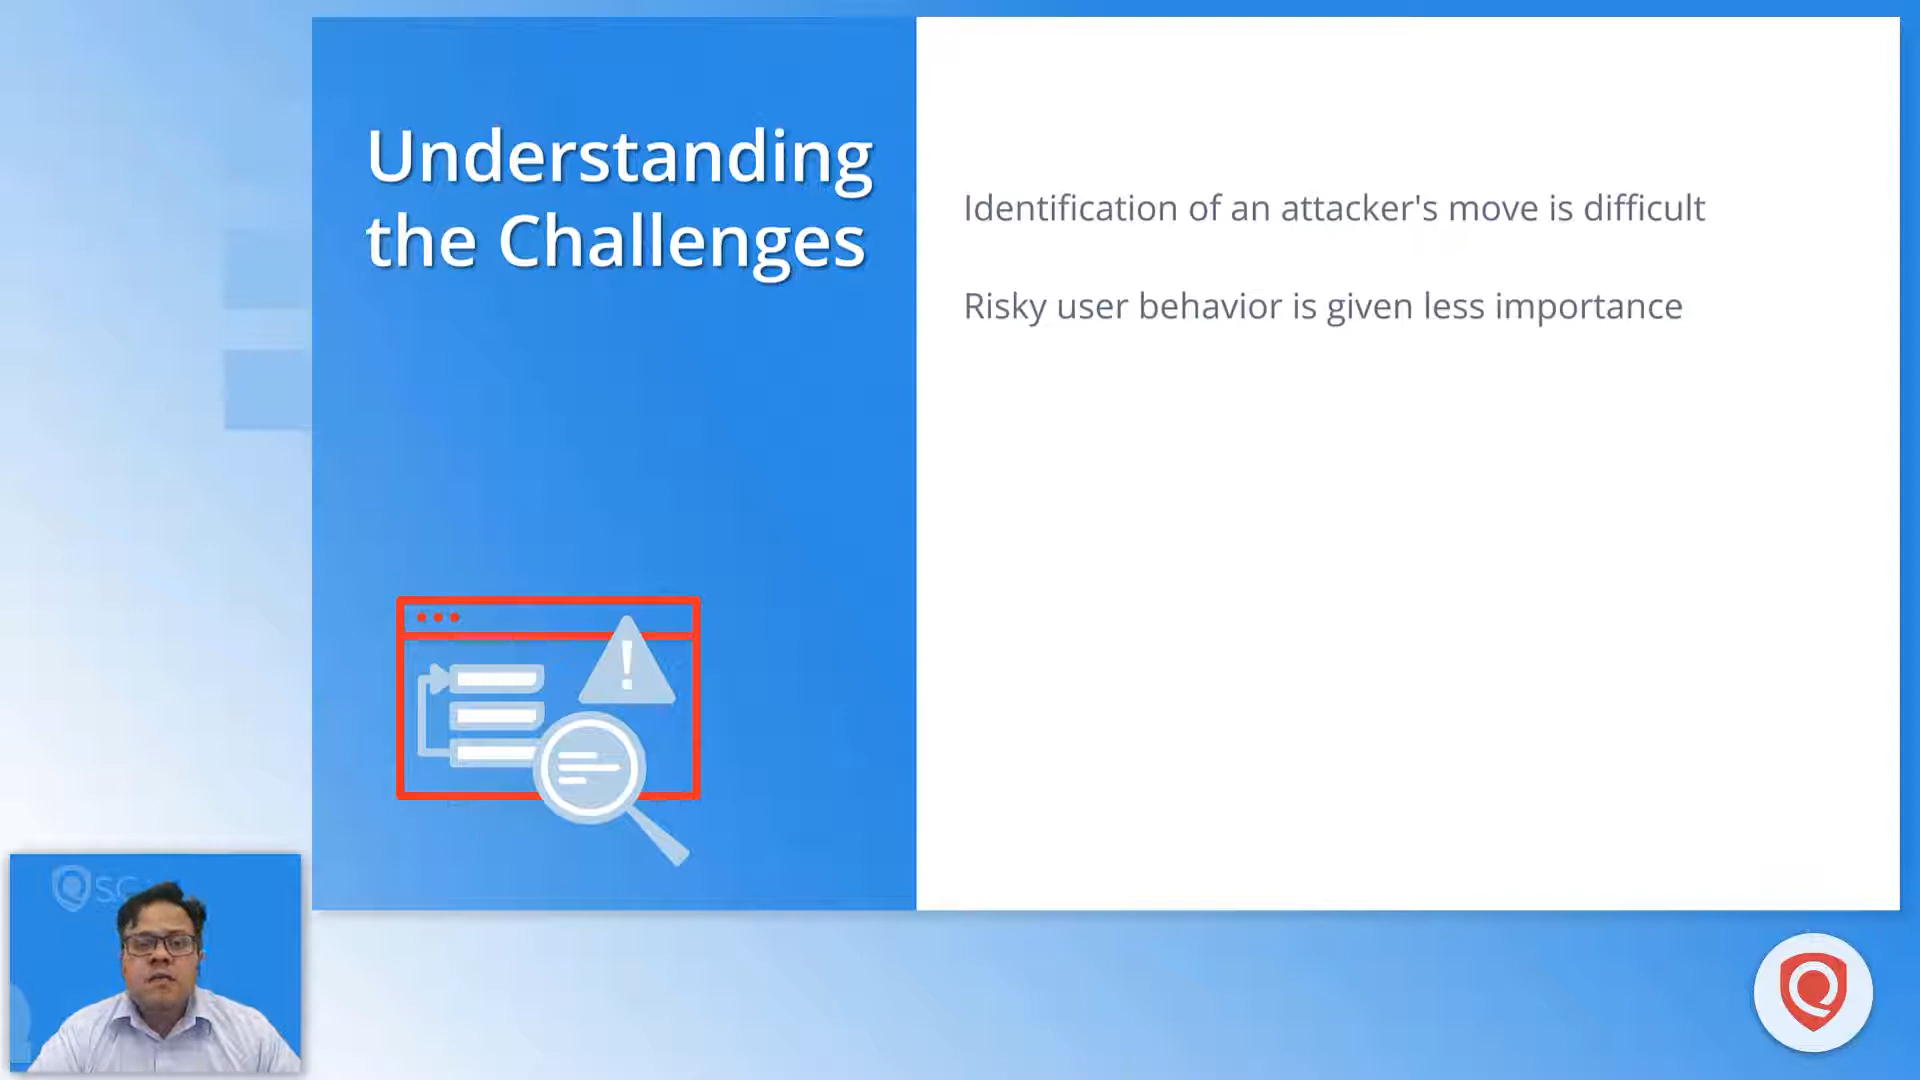 Understanding
the Challenges
Identification of an attacker's move is difficult
Risky user behavior is given less importance